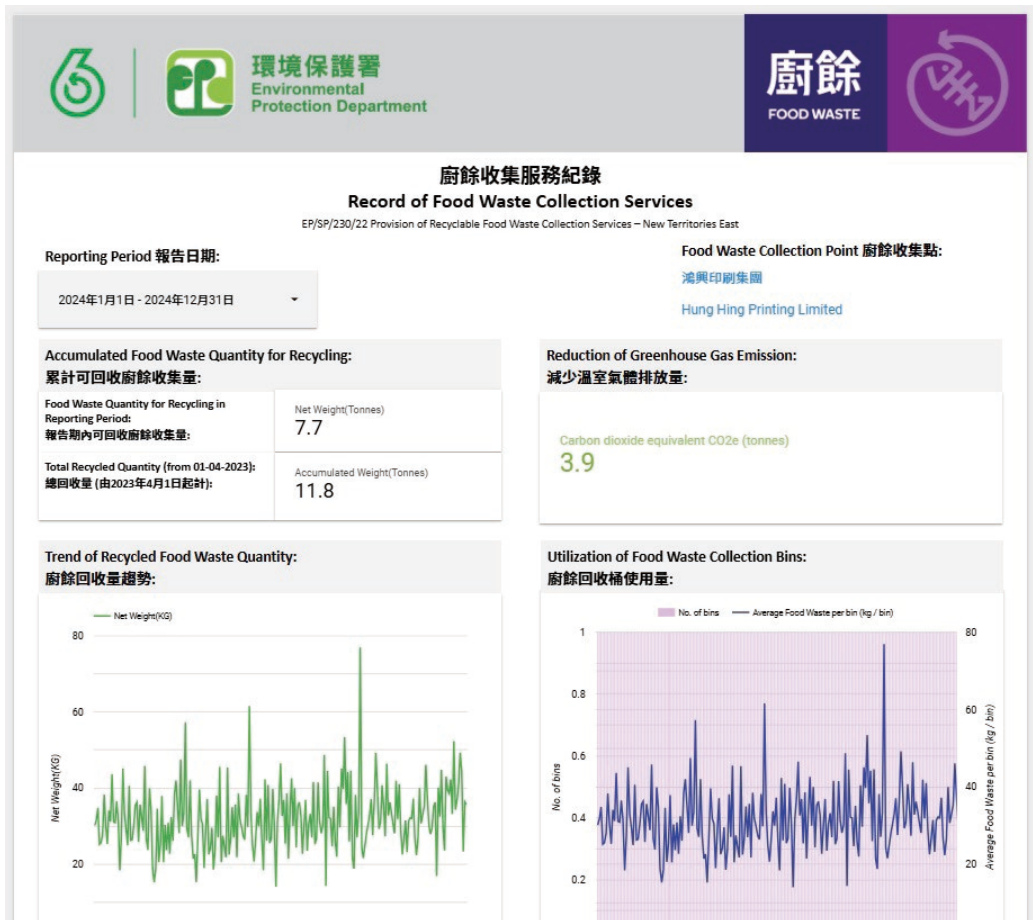 環境保護署
Environmental
Protection Department
廚餘
FOOD WASTE
廚餘收集服務紀錄
Record of Food Waste Collection Services
EP/SP/230/22 Provision of Recyclable Food Waste Collection Services – New Territories East
Reporting Period 報告日期:
2024年1月1日 - 2024年12月31日
Food Waste Collection Point 廚餘收集點:
鴻興印刷集團
Hung Hing Printing Limited
Accumulated Food Waste Quantity for Recycling:
累計可回收廚餘收集量:
Food Waste Quantity for Recycling in
Reporting Period:
報告期內可回收廚餘收集量:
Net Weight(Tonnes)
7.7
Total Recycled Quantity (from 01-04-2023):
總回收量 (由2023年4月1日起計):
Accumulated Weight(Tonnes)
11.8
Reduction of Greenhouse Gas Emission:
減少溫室氣體排放量:
Carbon dioxide equivalent CO2e (tonnes)
3.9
Trend of Recycled Food Waste Quantity:
廚餘回收量趨勢:
Net Weight(KG)
80
60
40
20
Net Weight(KG)
Utilization of Food Waste Collection Bins:
廚餘回收桶使用量:
No. of bins
Average Food Waste per bin (kg / bin)
1
0.8
0.6
0.4
0.2
No. of bins
80
60
40
20
Average Food Waste per bin (kg / bin)